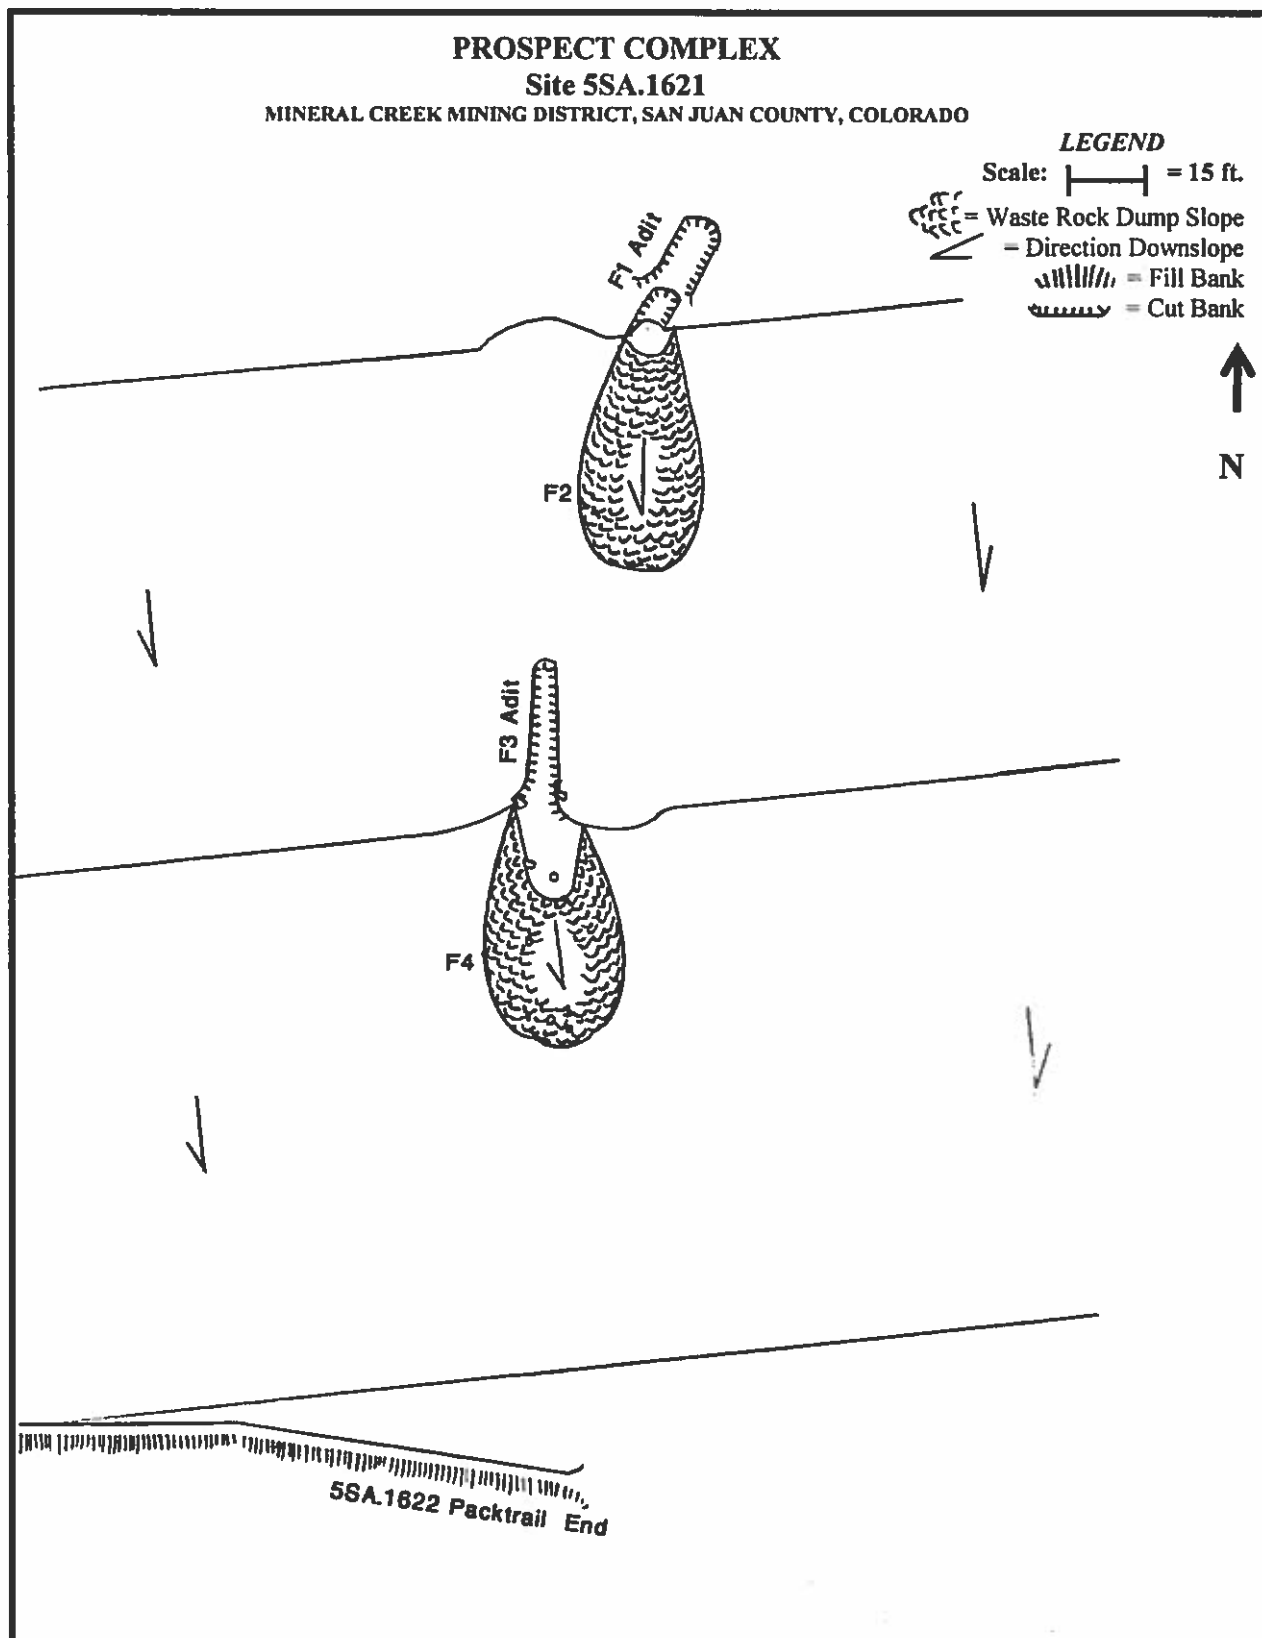 PROSPECT COMPLEX
Site 5SA.1621
MINERAL CREEK MINING DISTRICT, SAN JUAN COUNTY, COLORADO
LEGEND
Scale: = 15 ft.
= Waste Rock Dump Slope
= Direction Downslope
= Fill Bank
= Cut Bank
N
F1 Adit
F2
F3 Adit
F4
5SA.1622 Packtrail End